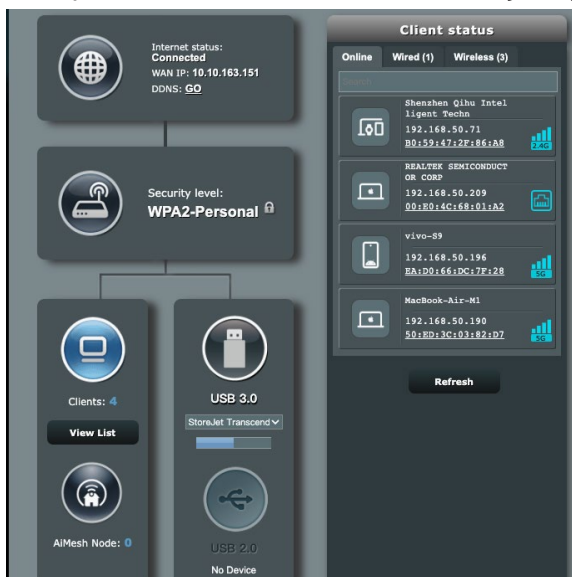 Internet status:
Connected
WAN IP: 10.10.163.151
DDNS: GO
Security level:
WPA2-Personal
Clients: 4
View List
AiMesh Node: 0
USB 3.0
StoreJet Transcend
USB 2.0
No Device
Client status
Online Wired (1) Wireless (3)
Search
Shenzhen Qihu Intel
ligent Techn
192.168.50.71
B0:59:47:2F:86:A8
2.4G
REALTEK SEMICONDUCT
OR CORP
192.168.50.209
00:E0:4C:68:01:A2
vivo-S9
192.168.50.196
EA:D0:66:DC:7F:28
5G
MacBook-Air-M1
192.168.50.190
50:ED:3C:03:82:D7
5G
Refresh